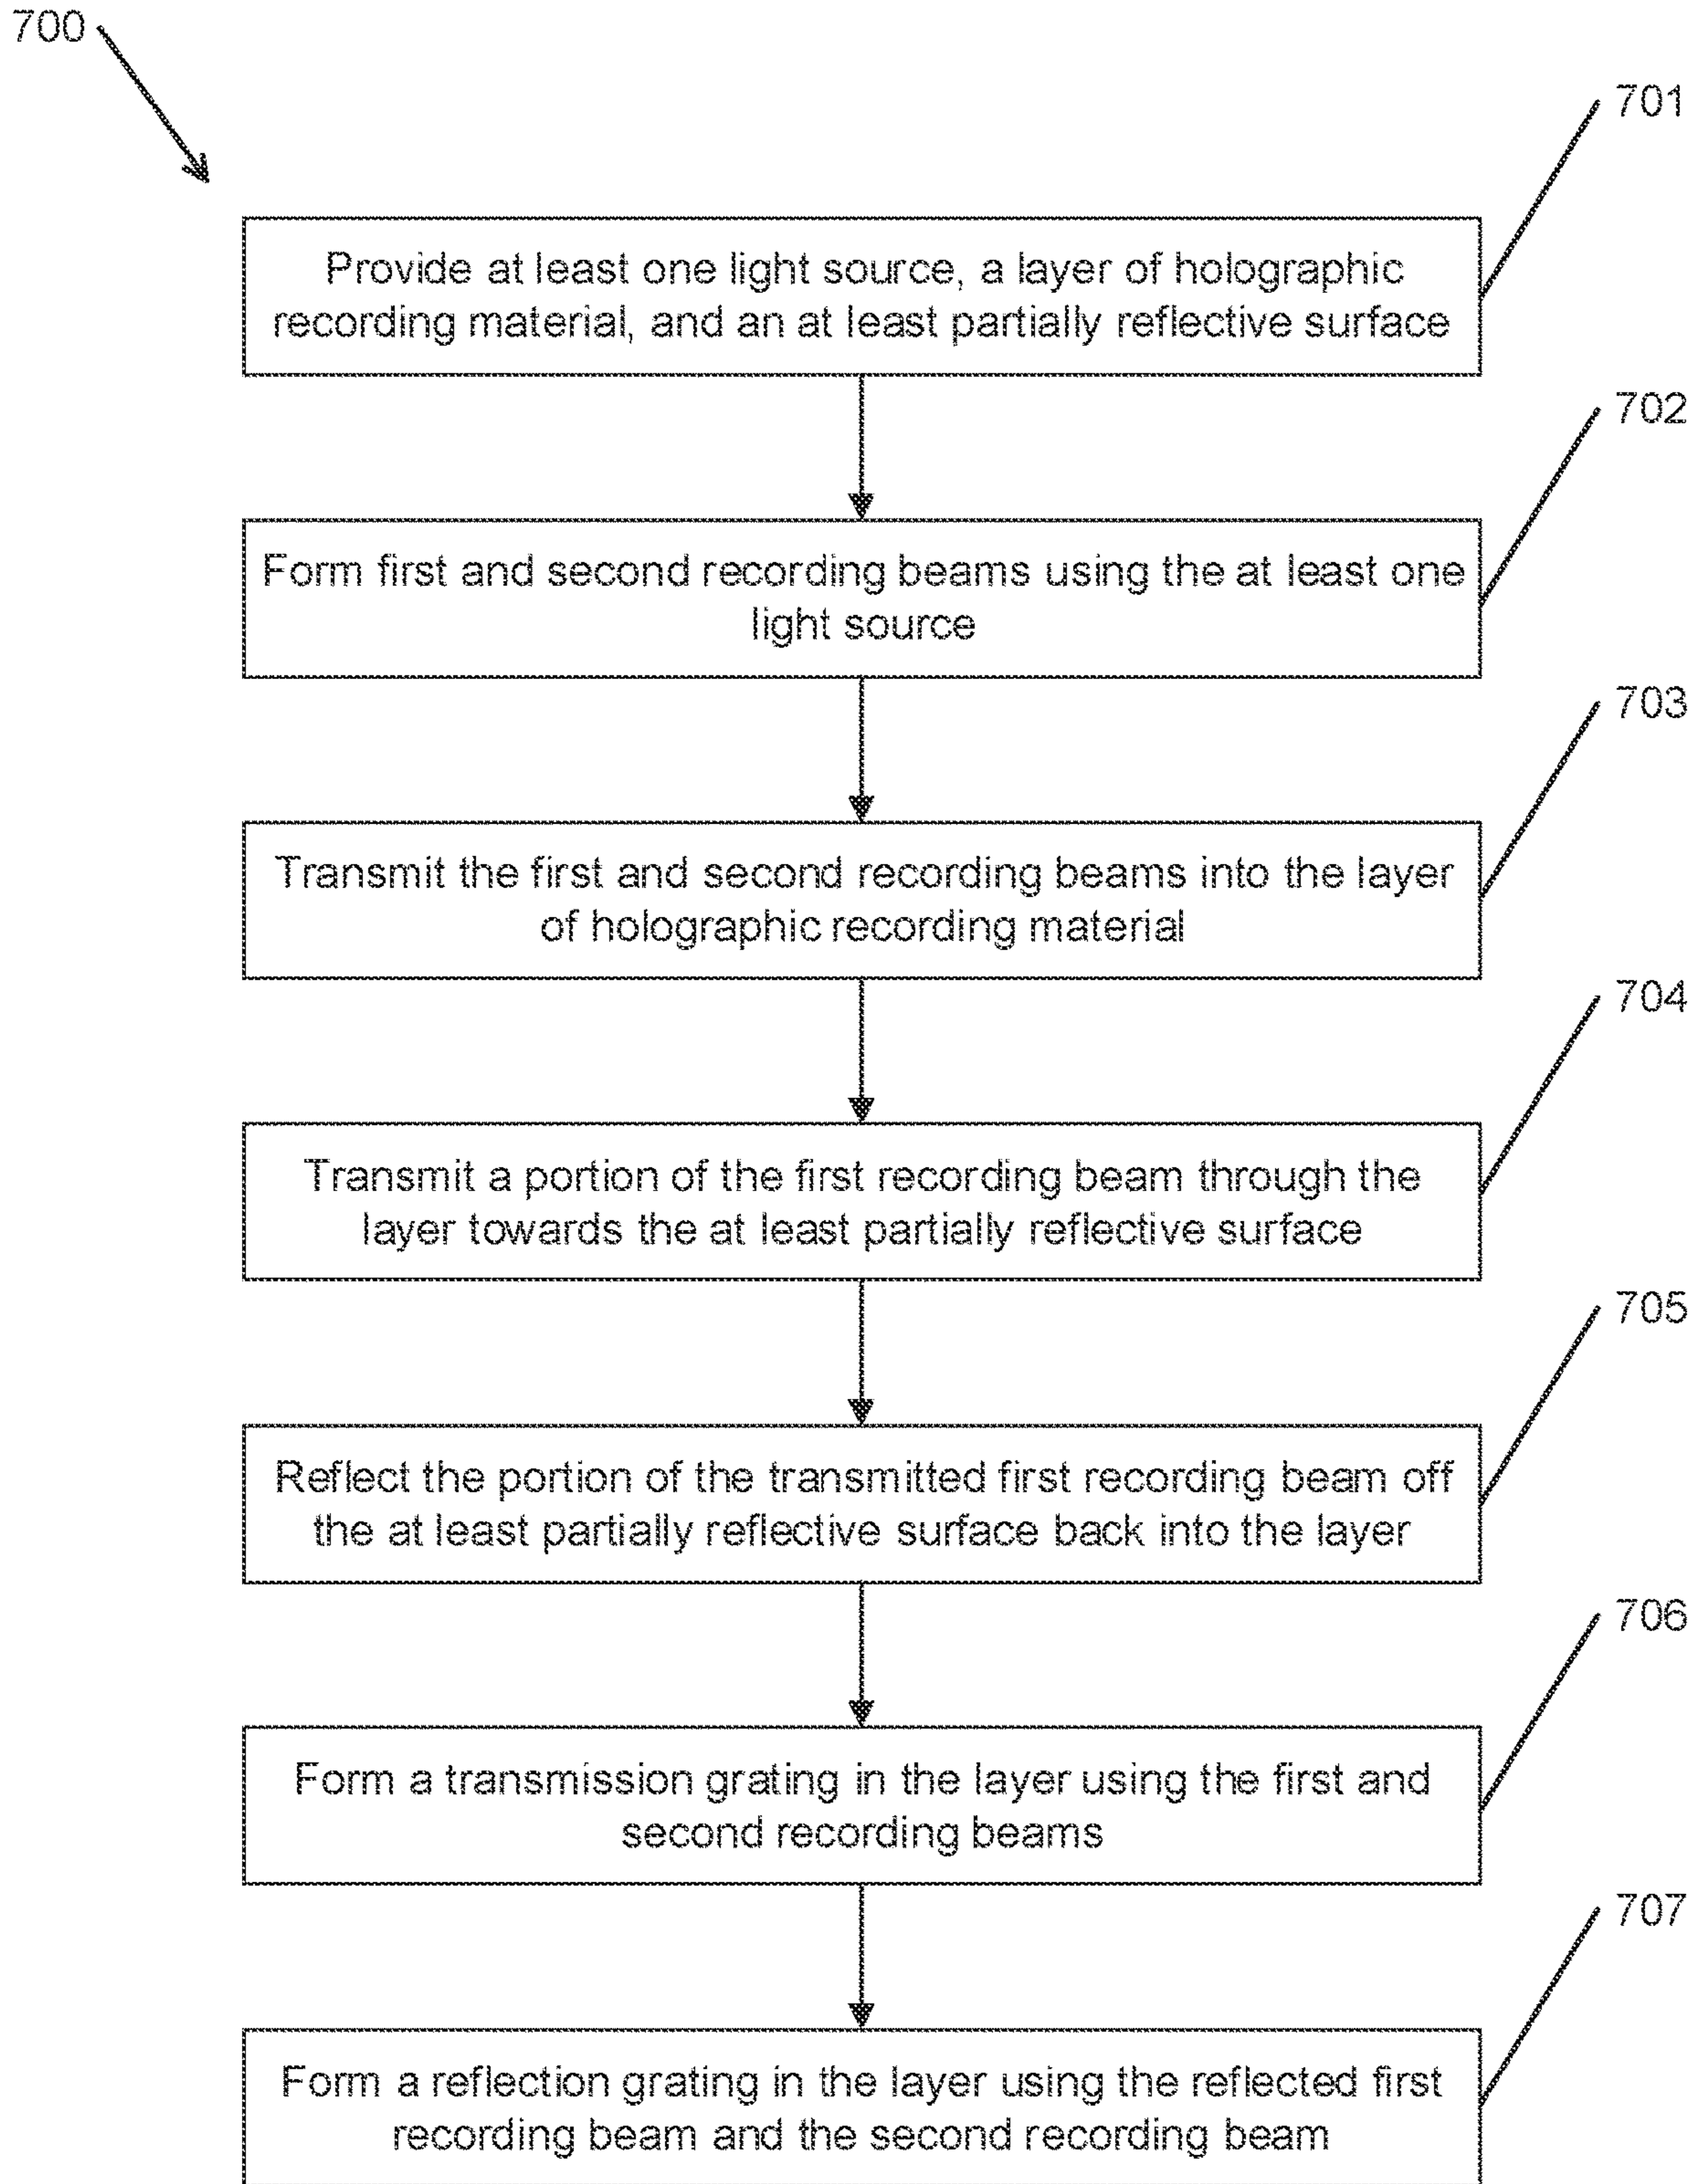 700
701
Provide at least one light source, a layer of holographic
recording material, and an at least partially reflective surface
702
Form first and second recording beams using the at least one
light source
703
Transmit the first and second recording beams into the layer
of holographic recording material
704
Transmit a portion of the first recording beam through the
layer towards the at least partially reflective surface
705
Reflect the portion of the transmitted first recording beam off
the at least partially reflective surface back into the layer
706
Form a transmission grating in the layer using the first and
second recording beams
707
Form a reflection grating in the layer using the reflected first
recording beam and the second recording beam